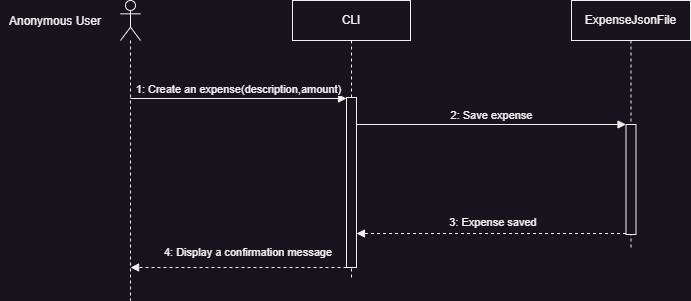 Anonymous User
CLI
ExpenseJsonFile
1: Create an expense(description,amount)
2: Save expense
3: Expense saved
4: Display a confirmation message